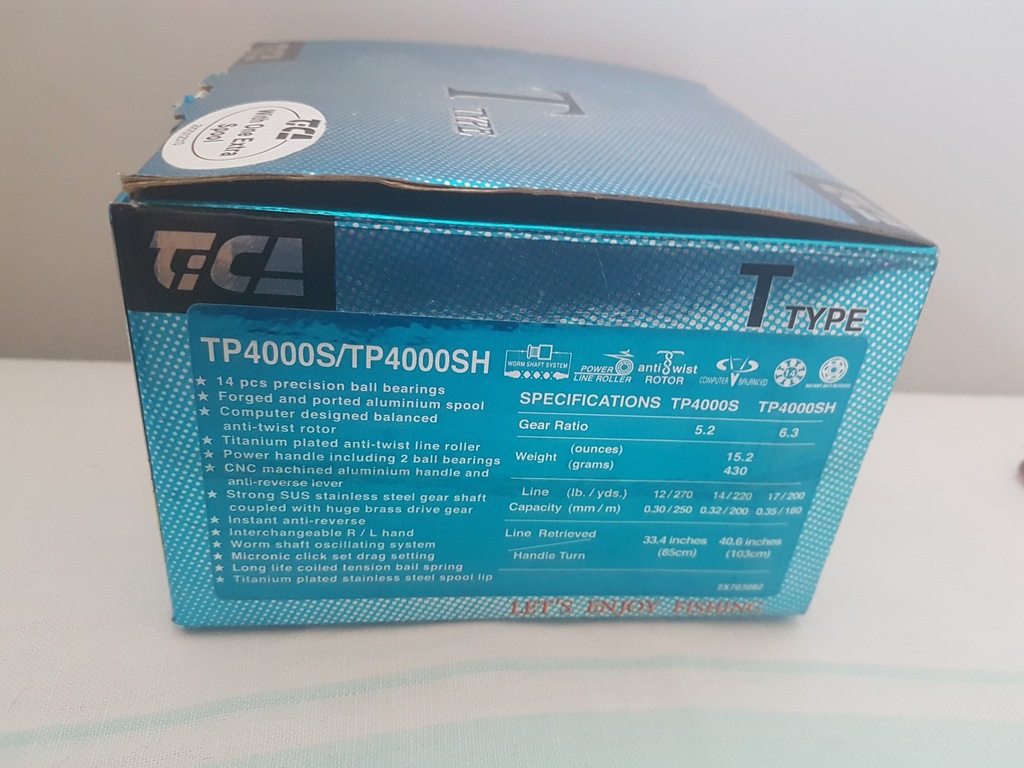 T
TYPE
TiCA
With One Extra
Spool
TiCA
T TYPE
TP4000S/TP4000SH
WORM SHAFT SYSTEM
POWER
LINE ROLLER
anti twist
ROTOR
COMPUTER BALANCED
14
★ 14 pcs precision ball bearings
★ Forged and ported aluminium spool
★ Computer designed balanced
anti-twist rotor
★ Titanium plated anti-twist line roller
★ Power handle including 2 ball bearings
★ CNC machined aluminium handle and
anti-reverse lever
★ Strong SUS stainless steel gear shaft
coupled with huge brass drive gear
★ Instant anti-reverse
★ Interchangeable R / L hand
★ Worm shaft oscillating system
★ Micronic click set drag setting
★ Long life coiled tension bail spring
★ Titanium plated stainless steel spool lip
SPECIFICATIONS TP4000S TP4000SH
Gear Ratio 5.2 6.3
Weight (ounces) 15.2
(grams) 430
Line (lb. / yds.) 12/270 14/220 17/200
Capacity (mm / m) 0.30/250 0.32/200 0.35/180
Line Retrieved 33.4 inches 40.6 inches
Handle Turn (85cm) (103cm)
ZK703082
LET'S ENJOY FISHING